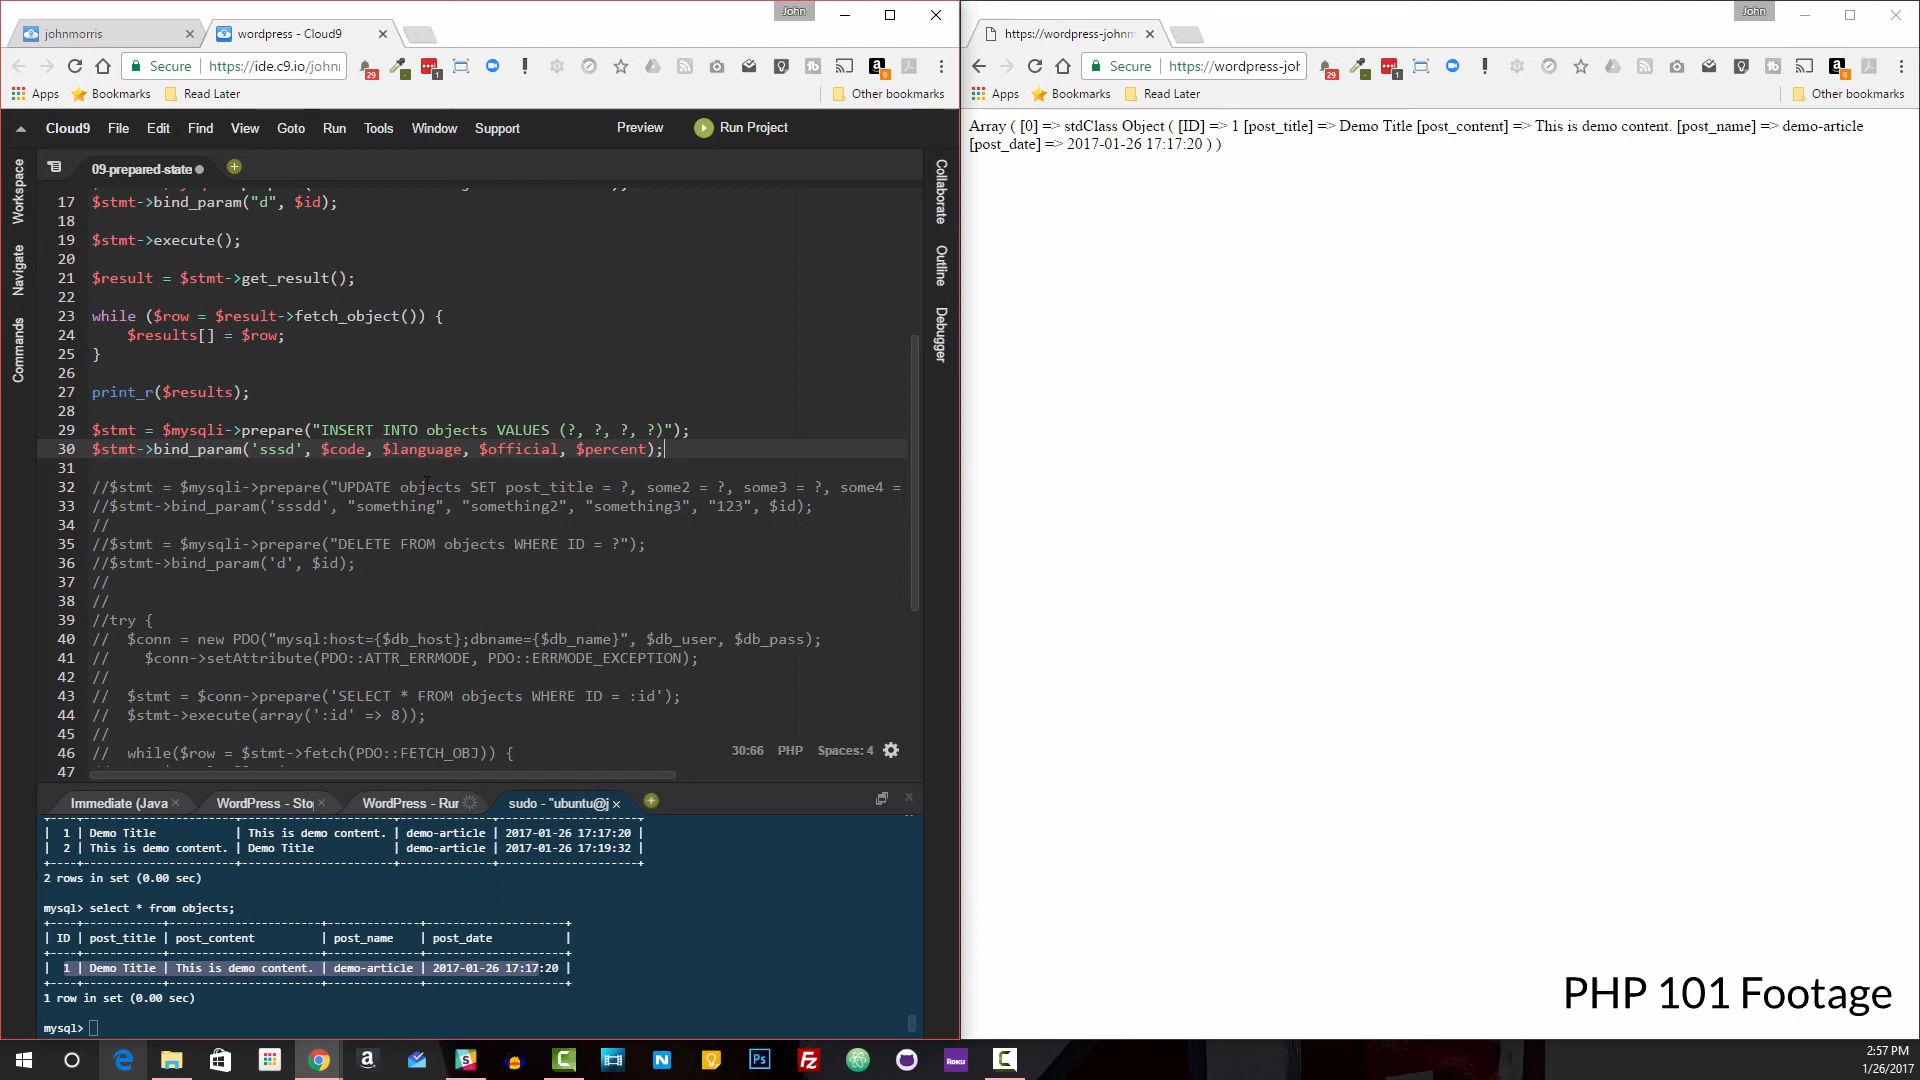 John
johnmorris
wordpress - Cloud9
Secure
https://ide.c9.io/johnr
29
1
9
Apps
Bookmarks
Read Later
Other bookmarks
Cloud9 File Edit Find View Goto Run Tools Window Support
Preview
Run Project
Workspace
Navigate
Commands
Collaborate
Outline
Debugger
09-prepared-state
17 $stmt->bind_param("d", $id);
18
19 $stmt->execute();
20
21 $result = $stmt->get_result();
22
23 while ($row = $result->fetch_object()) {
24 $results[] = $row;
25 }
26
27 print_r($results);
28
29 $stmt = $mysqli->prepare("INSERT INTO objects VALUES (?, ?, ?, ?)");
30 $stmt->bind_param('sssd', $code, $language, $official, $percent);
31
32 //$stmt = $mysqli->prepare("UPDATE objects SET post_title = ?, some2 = ?, some3 = ?, some4 =
33 //$stmt->bind_param('sssdd', "something", "something2", "something3", "123", $id);
34 //
35 //$stmt = $mysqli->prepare("DELETE FROM objects WHERE ID = ?");
36 //$stmt->bind_param('d', $id);
37 //
38 //
39 //try {
40 // $conn = new PDO("mysql:host={$db_host};dbname={$db_name}", $db_user, $db_pass);
41 // $conn->setAttribute(PDO::ATTR_ERRMODE, PDO::ERRMODE_EXCEPTION);
42 //
43 // $stmt = $conn->prepare('SELECT * FROM objects WHERE ID = :id');
44 // $stmt->execute(array(':id' => 8));
45 //
46 // while($row = $stmt->fetch(PDO::FETCH_OBJ)) {
47
30:66 PHP Spaces: 4
Immediate (Java
WordPress - Sto
WordPress - Run
sudo - "ubuntu@j
| 1 | Demo Title | This is demo content. | demo-article | 2017-01-26 17:17:20 |
| 2 | This is demo content. | Demo Title | demo-article | 2017-01-26 17:19:32 |
+----+-----------------------+-----------------------+--------------+---------------------+
2 rows in set (0.00 sec)
mysql> select * from objects;
+----+------------+-----------------------+--------------+---------------------+
| ID | post_title | post_content | post_name | post_date |
+----+------------+-----------------------+--------------+---------------------+
| 1 | Demo Title | This is demo content. | demo-article | 2017-01-26 17:17:20 |
+----+------------+-----------------------+--------------+---------------------+
1 row in set (0.00 sec)
mysql>
John
https://wordpress-johnm
Secure
https://wordpress-joh
29
1
9
Apps
Bookmarks
Read Later
Other bookmarks
Array ( [0] => stdClass Object ( [ID] => 1 [post_title] => Demo Title [post_content] => This is demo content. [post_name] => demo-article
[post_date] => 2017-01-26 17:17:20 ) )
PHP 101 Footage
a
N
Ps
Fz
Roku
2:57 PM
1/26/2017